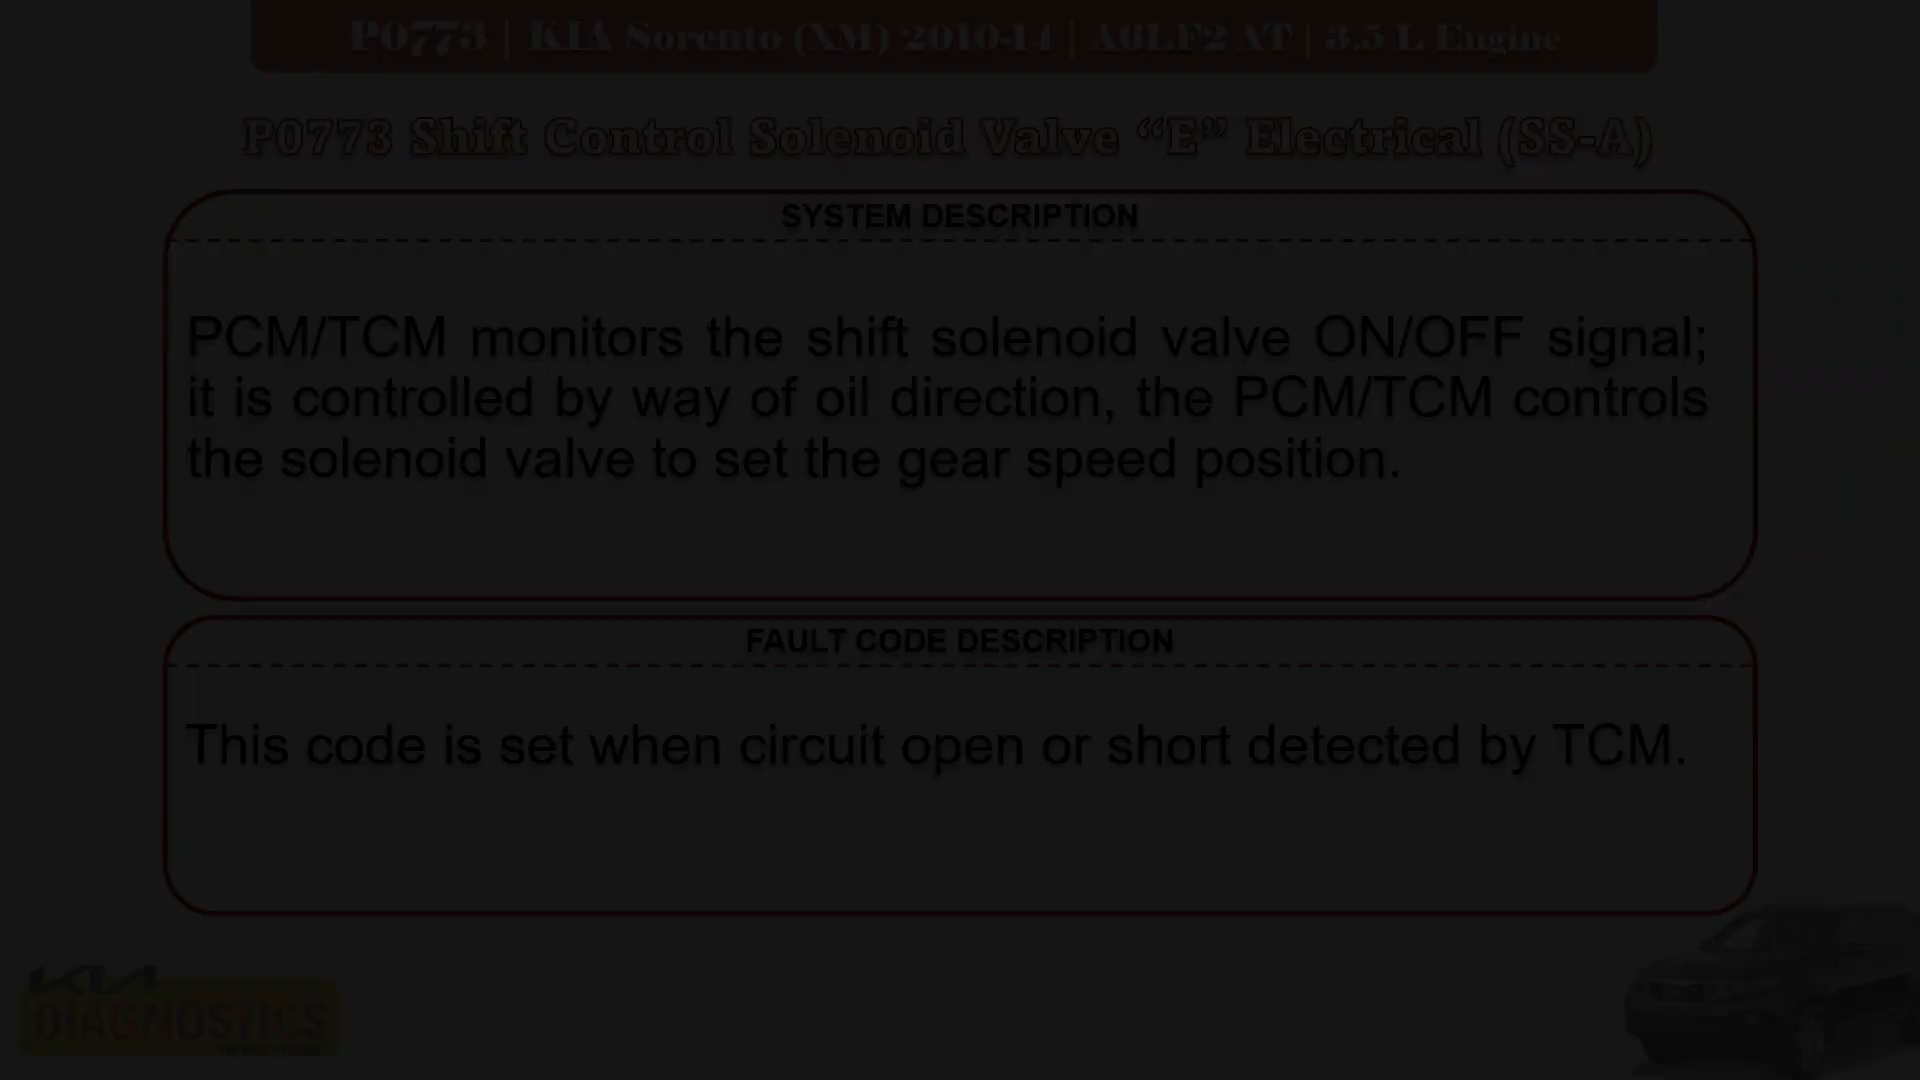 P0773 | KIA Sorento (XM) 2010-14 | A6LF2 AT | 3.5 L Engine
P0773 Shift Control Solenoid Valve “E” Electrical (SS-A)
SYSTEM DESCRIPTION
PCM/TCM monitors the shift solenoid valve ON/OFF signal;
it is controlled by way of oil direction, the PCM/TCM controls
the solenoid valve to set the gear speed position.
FAULT CODE DESCRIPTION
This code is set when circuit open or short detected by TCM.
KIA
DIAGNOSTICS